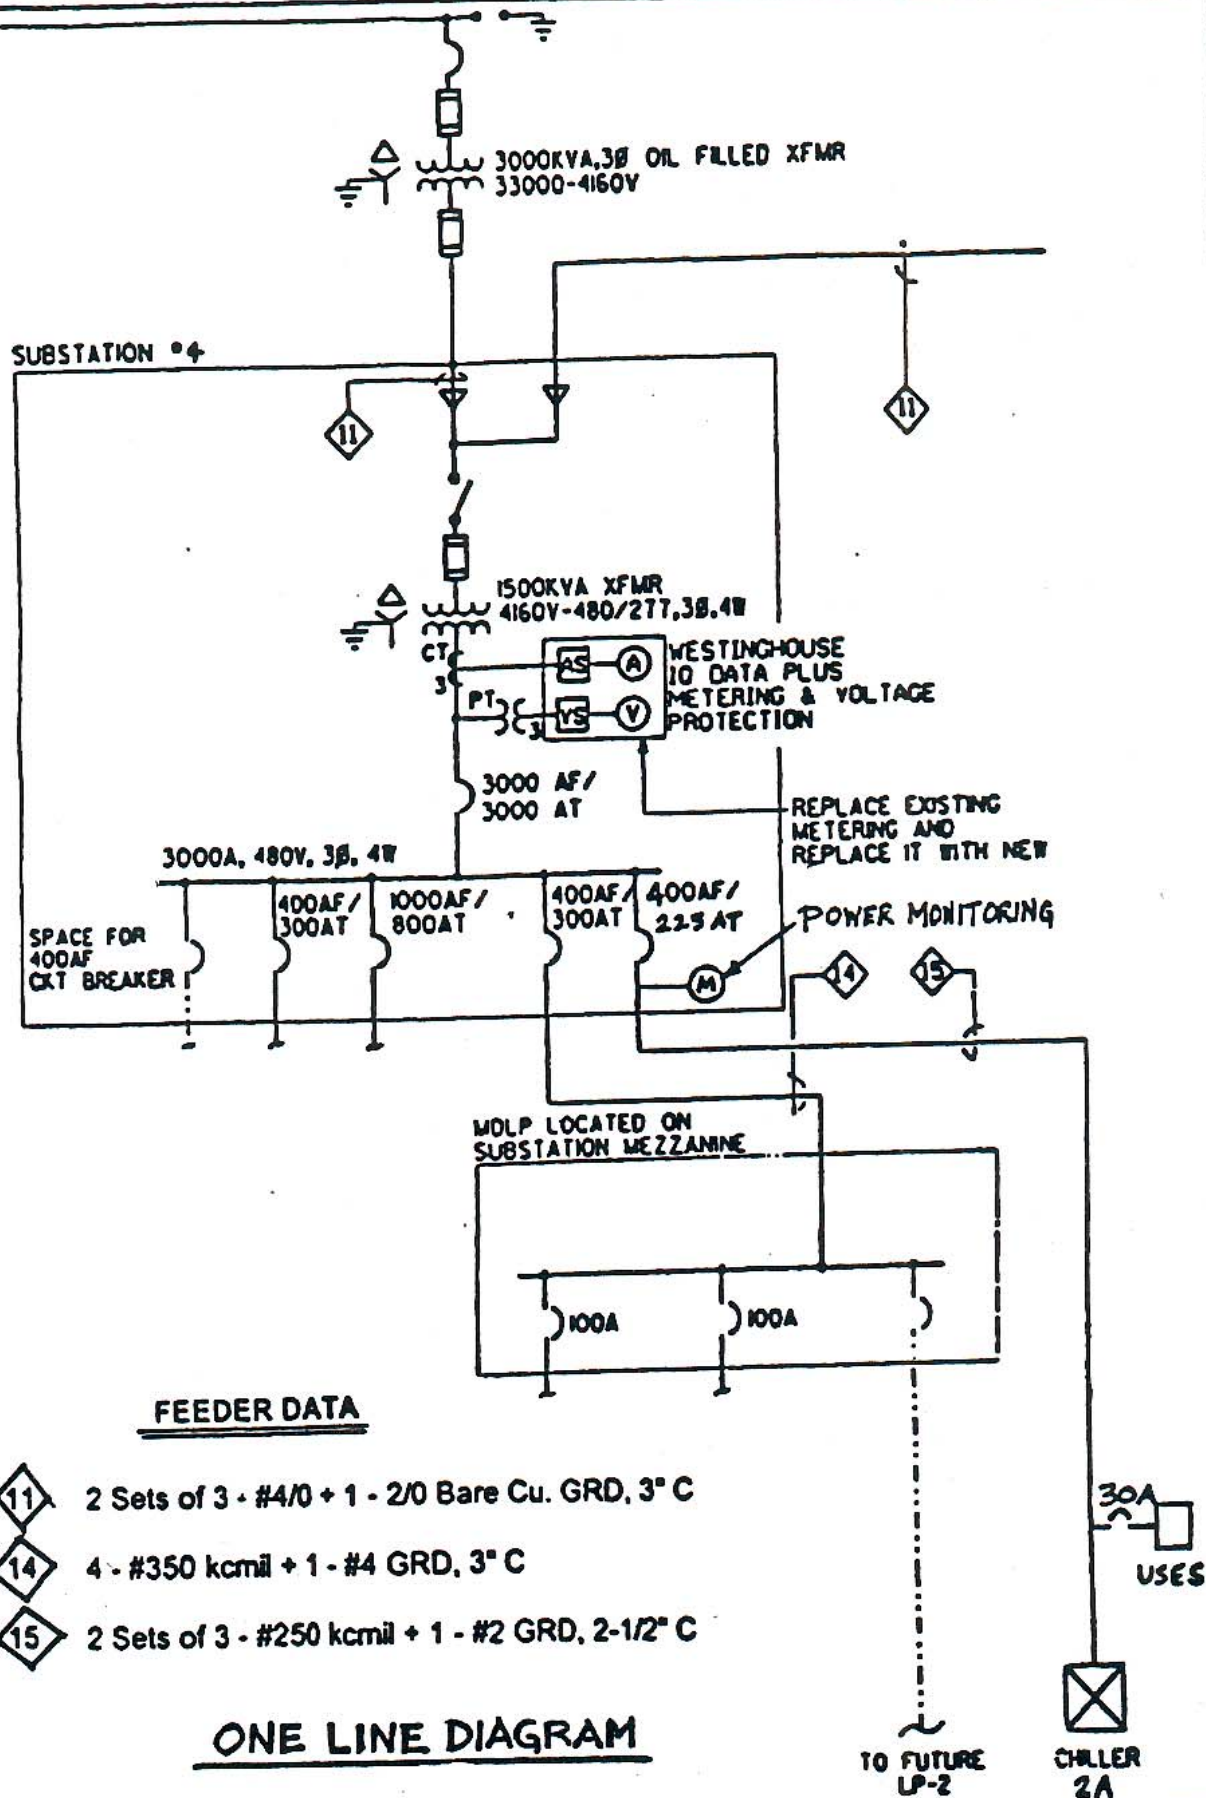 3000KVA,3Ø OIL FILLED XFMR
33000-4160V
SUBSTATION #4
11
11
1500KVA XFMR
4160V-480/277,3Ø,4W
CT
3
AS
A
WESTINGHOUSE
IQ DATA PLUS
METERING & VOLTAGE
PROTECTION
PT
3
VS
V
3000 AF/
3000 AT
REPLACE EXISTING
METERING AND
REPLACE IT WITH NEW
3000A, 480V, 3Ø, 4W
SPACE FOR
400AF
CKT BREAKER
400AF/
300AT
1000AF/
800AT
400AF/
300AT
400AF/
225AT
POWER MONITORING
M
14
15
MDLP LOCATED ON
SUBSTATION MEZZANINE
100A
100A
FEEDER DATA
11 2 Sets of 3 - #4/0 + 1 - 2/0 Bare Cu. GRD, 3" C
14 4 - #350 kcmil + 1 - #4 GRD, 3" C
15 2 Sets of 3 - #250 kcmil + 1 - #2 GRD, 2-1/2" C
30A
USES
ONE LINE DIAGRAM
TO FUTURE
LP-2
CHILLER
2A